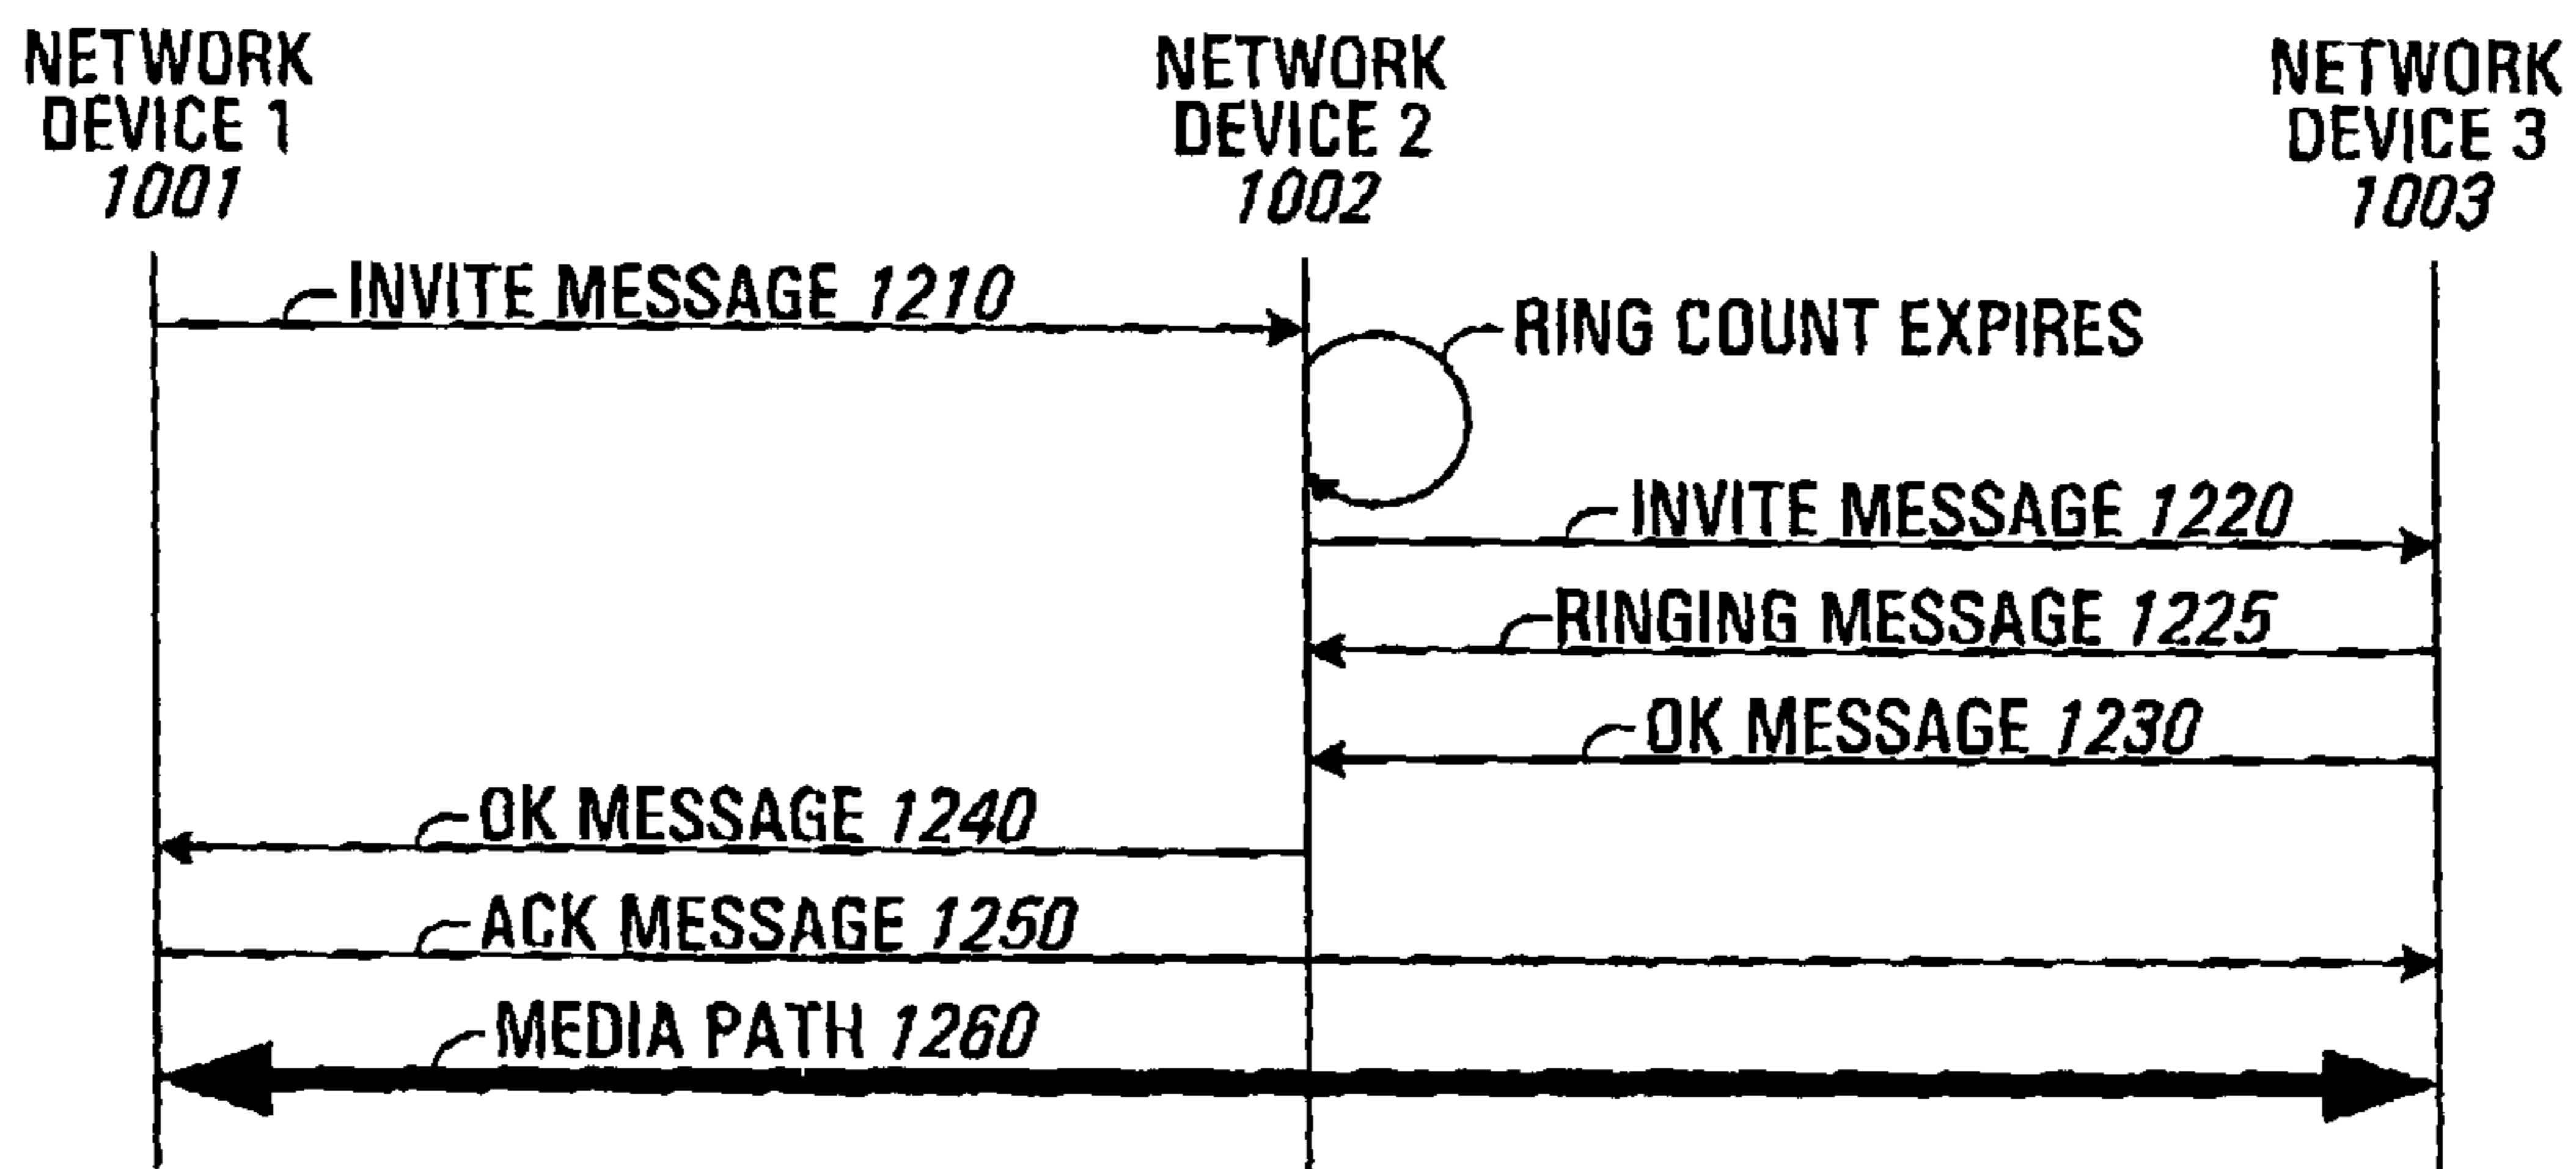 NETWORK
DEVICE 1
1001
NETWORK
DEVICE 2
1002
NETWORK
DEVICE 3
1003
INVITE MESSAGE 1210
RING COUNT EXPIRES
INVITE MESSAGE 1220
RINGING MESSAGE 1225
OK MESSAGE 1230
OK MESSAGE 1240
ACK MESSAGE 1250
MEDIA PATH 1260